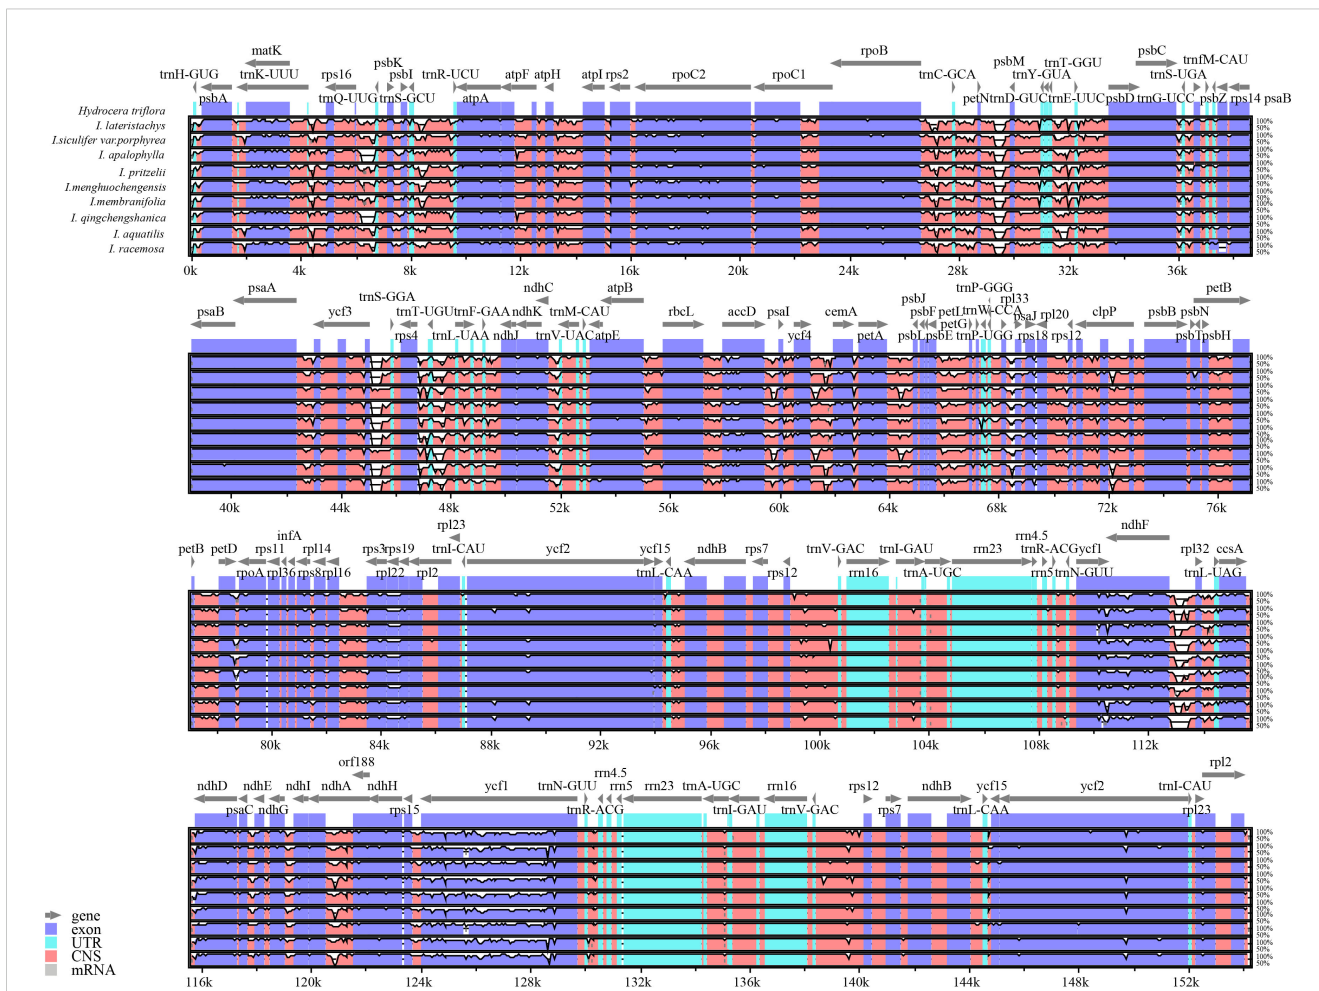 matK psbC
psbK rpoB psbM trnT-GGU trnfM-CAU
trnH-GUG trnK-UUU rps16 psbI trnR-UCU atpF atpH atpI rps2 rpoC2 rpoC1 trnC-GCA trnY-GUA trnS-UGA
psbA trnQ-UUG trnS-GCU atpA petN trnD-GUC trnE-UUC psbD trnG-UCC psbZ rps14 psaB
Hydrocera triflora
I. lateristachys
I.siculifer var.porphyrea
I. apalophylla
I. pritzelii
I.menghuochengensis
I.membranifolia
I. qingchengshanica
I. aquatilis
I. racemosa
100%
50%
0k 4k 8k 12k 16k 20k 24k 28k 32k 36k
psaA trnS-GGA ndhC atpB psbJ trnP-GGG rpl33 petB
psaB ycf3 trnT-UGU trnF-GAA ndhK trnM-CAU rbcL accD psaI cemA psbF petL trnW-CCA psaJ rpl20 clpP psbB psbN
rps4 trnL-UAA ndhJ trnV-UAC atpE ycf4 petA psbL psbE petG trnP-UGG rps18 rps12 psbT psbH
100%
50%
40k 44k 48k 52k 56k 60k 64k 68k 72k 76k
rpl23 rrn4.5 ndhF
infA
petB petD rps11 rpl14 rps3 rps19 trnI-CAU ycf2 ycf15 ndhB rps7 trnV-GAC trnI-GAU rrn23 trnR-ACG ycf1 rpl32 ccsA
rpoA rpl36 rps8 rpl16 rpl22 rpl2 trnL-CAA rps12 rrn16 trnA-UGC rrn5 trnN-GUU trnL-UAG
100%
50%
80k 84k 88k 92k 96k 100k 104k 108k 112k
orf188 rrn4.5 rpl2
ndhD ndhE ndhI ndhA ndhH ycf1 trnN-GUU rrn5 rrn23 trnA-UGC rrn16 rps12 ndhB ycf15 ycf2 trnI-CAU
psaC ndhG rps15 trnR-ACG trnI-GAU trnV-GAC rps7 trnL-CAA rpl23
100%
50%
116k 120k 124k 128k 132k 136k 140k 144k 148k 152k
gene
exon
UTR
CNS
mRNA